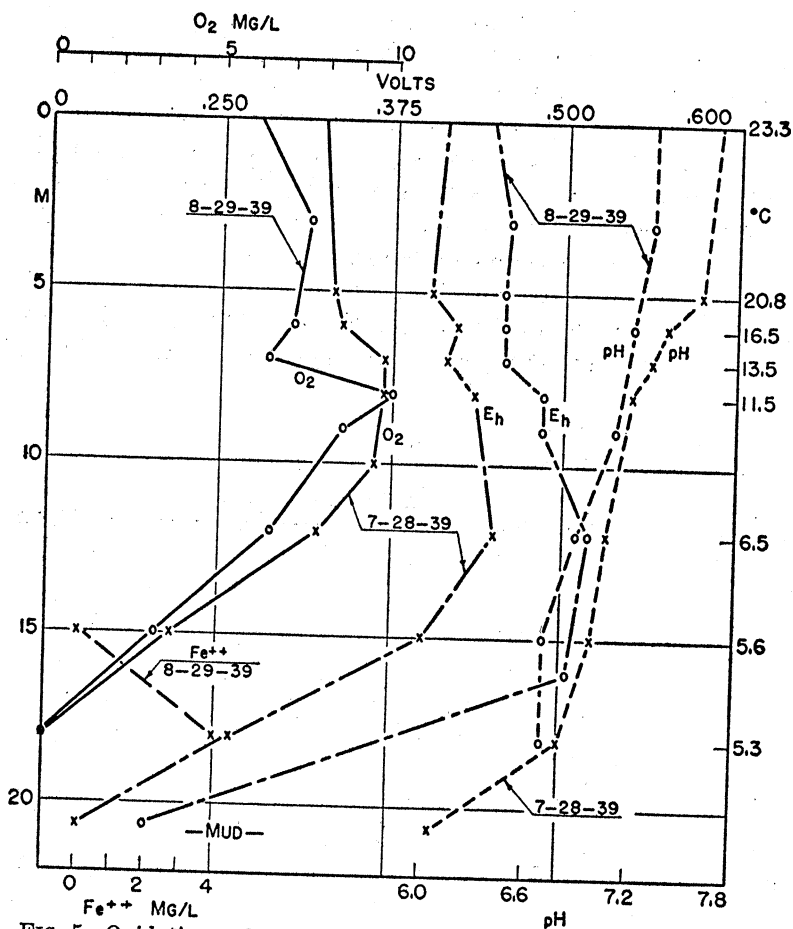 O₂ MG/L
0 5 10
VOLTS
0 .250 .375 .500 .600
0 23.3
M °C
8-29-39 8-29-39
5 20.8
16.5
pH pH
13.5
O₂
11.5
Eh Eh
O₂
10
7-28-39
6.5
15 5.6
Fe++
8-29-39
5.3
20
7-28-39
—MUD—
0 2 4 6.0 6.6 7.2 7.8
Fe++ MG/L pH